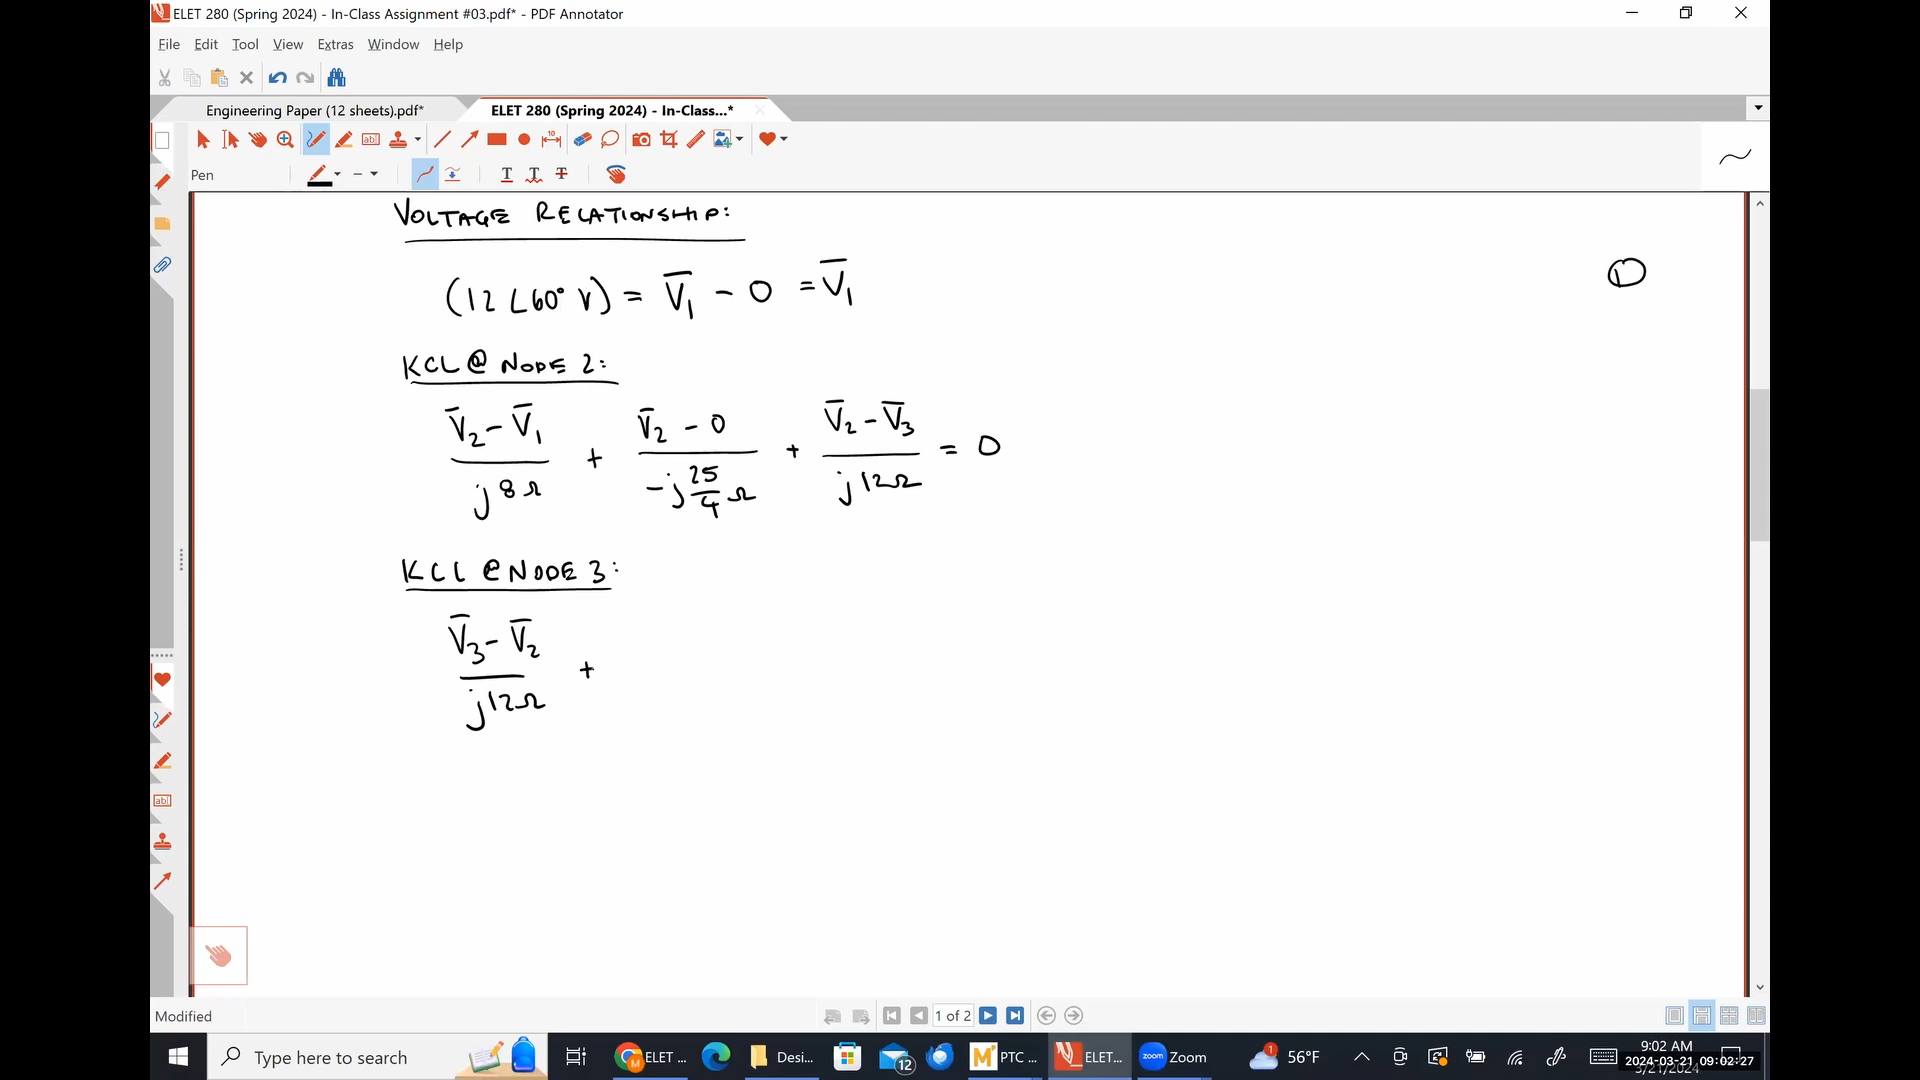 ELET 280 (Spring 2024) - In-Class Assignment #03.pdf* - PDF Annotator
File Edit Tool View Extras Window Help
Engineering Paper (12 sheets).pdf* ELET 280 (Spring 2024) - In-Class...*
Pen
VOLTAGE RELATIONSHIP:
(12 ∠60° V) = V̅₁ - 0 = V̅₁
①
KCL @ NODE 2:
V̅₂ - V̅₁ V̅₂ - 0 V̅₂ - V̅₃
+ + = 0
j8Ω -j25/4 Ω j12Ω
KCL @ NODE 3:
V̅₃ - V̅₂
+
j12Ω
Modified 1 of 2
Type here to search ELET ... Desi... 12 PTC ... ELET... zoom Zoom 1 56°F 9:02 AM
2024-03-21 09:02:27